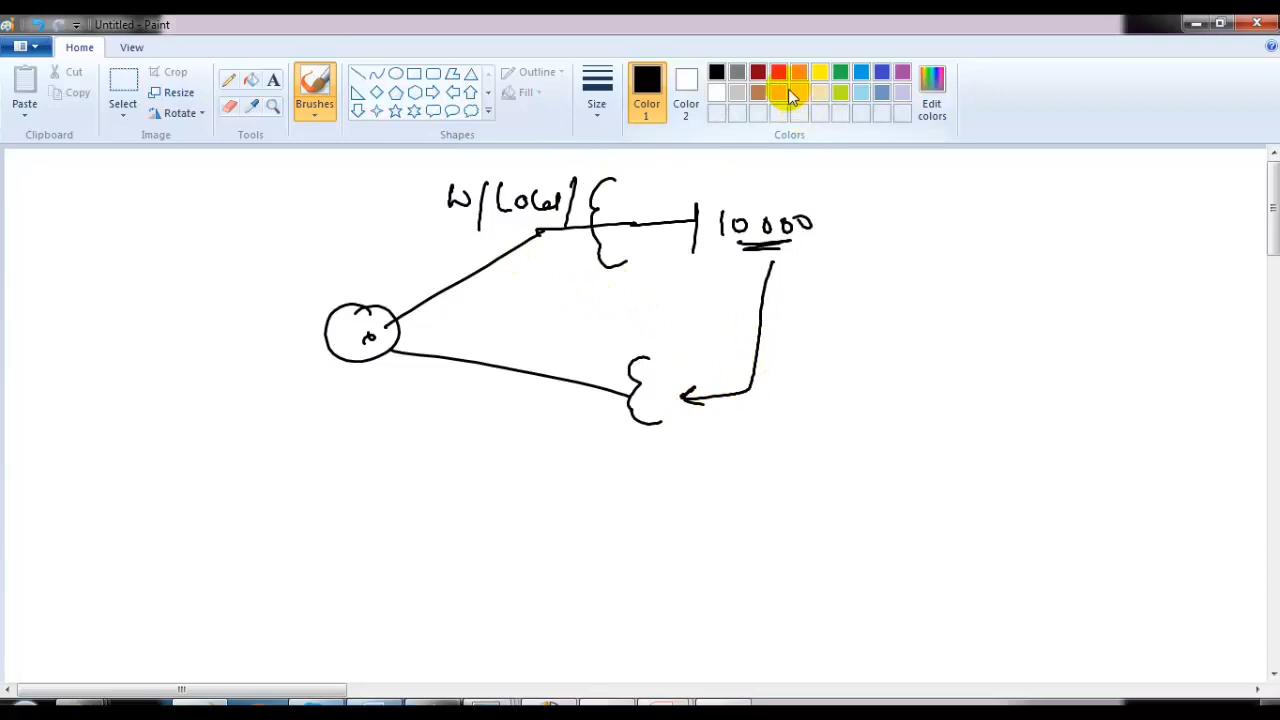 Untitled - Paint
Home
View
Cut
Copy
Paste
Crop
Resize
Rotate
Select
Brushes
Outline
Fill
Size
Color 1
Color 2
Edit colors
Clipboard
Image
Tools
Shapes
Colors
W/Local/
10000